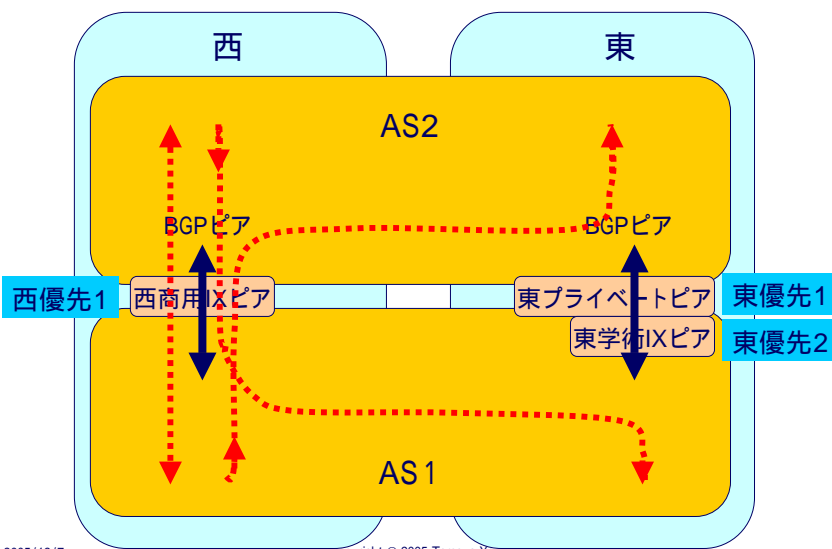 西
東
AS2
BGPピア
BGPピア
西優先1
西商用IXピア
東プライベートピア
東優先1
東学術IXピア
東優先2
AS1